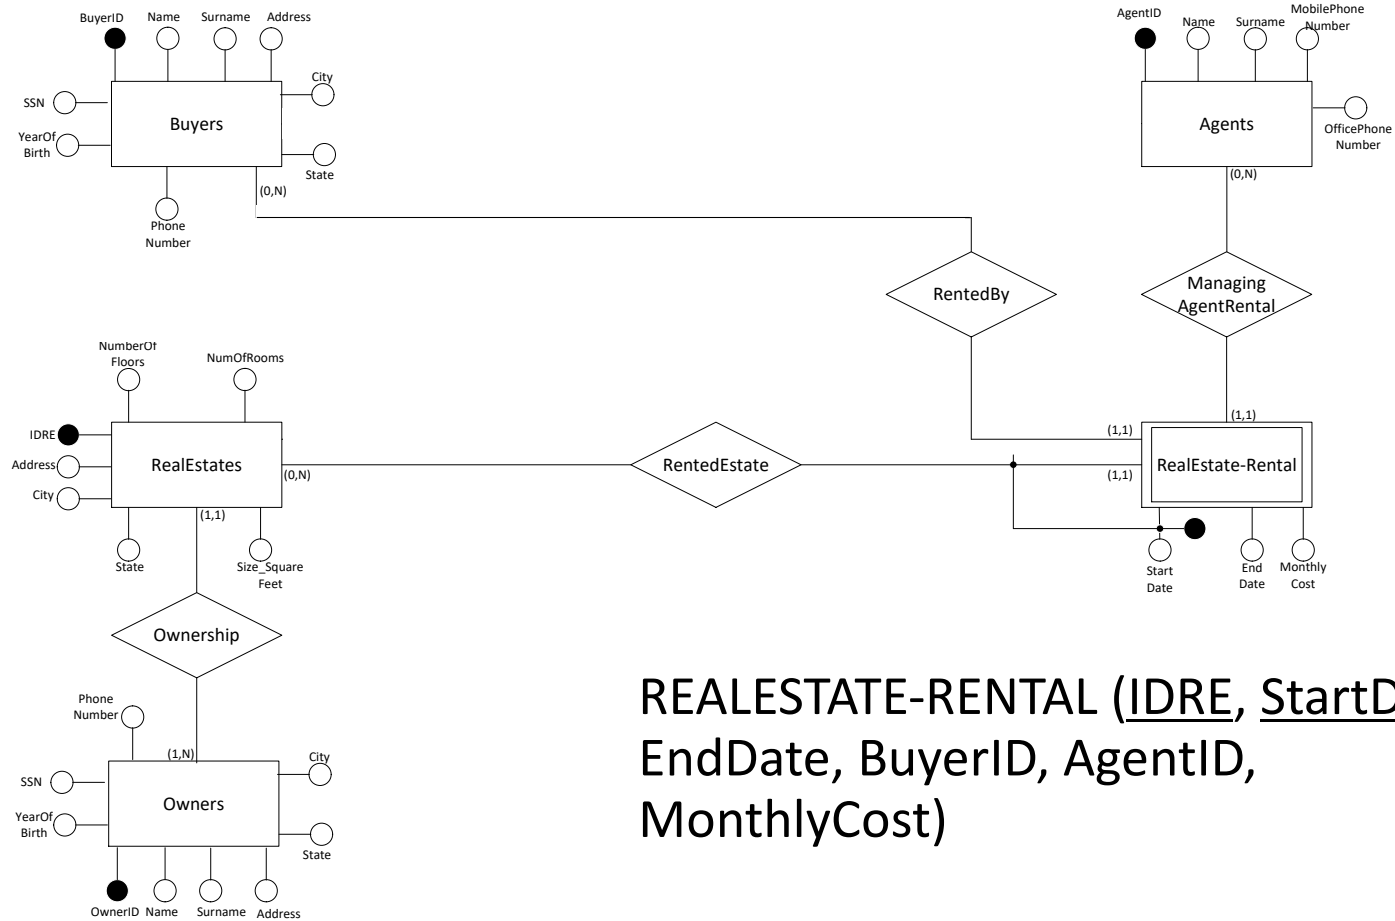 BuyerID
Name
Surname
Address
SSN
YearOf
Birth
Buyers
City
State
(0,N)
Phone
Number
AgentID
Name
Surname
MobilePhone
Number
Agents
OfficePhone
Number
(0,N)
RentedBy
Managing
AgentRental
NumberOf
Floors
NumOfRooms
IDRE
Address
City
RealEstates
(0,N)
(1,1)
State
Size_Square
Feet
RentedEstate
(1,1)
(1,1)
(1,1)
RealEstate-Rental
Start
Date
End
Date
Monthly
Cost
Ownership
Phone
Number
(1,N)
SSN
YearOf
Birth
Owners
City
State
OwnerID
Name
Surname
Address
REALESTATE-RENTAL (IDRE, StartD
EndDate, BuyerID, AgentID,
MonthlyCost)